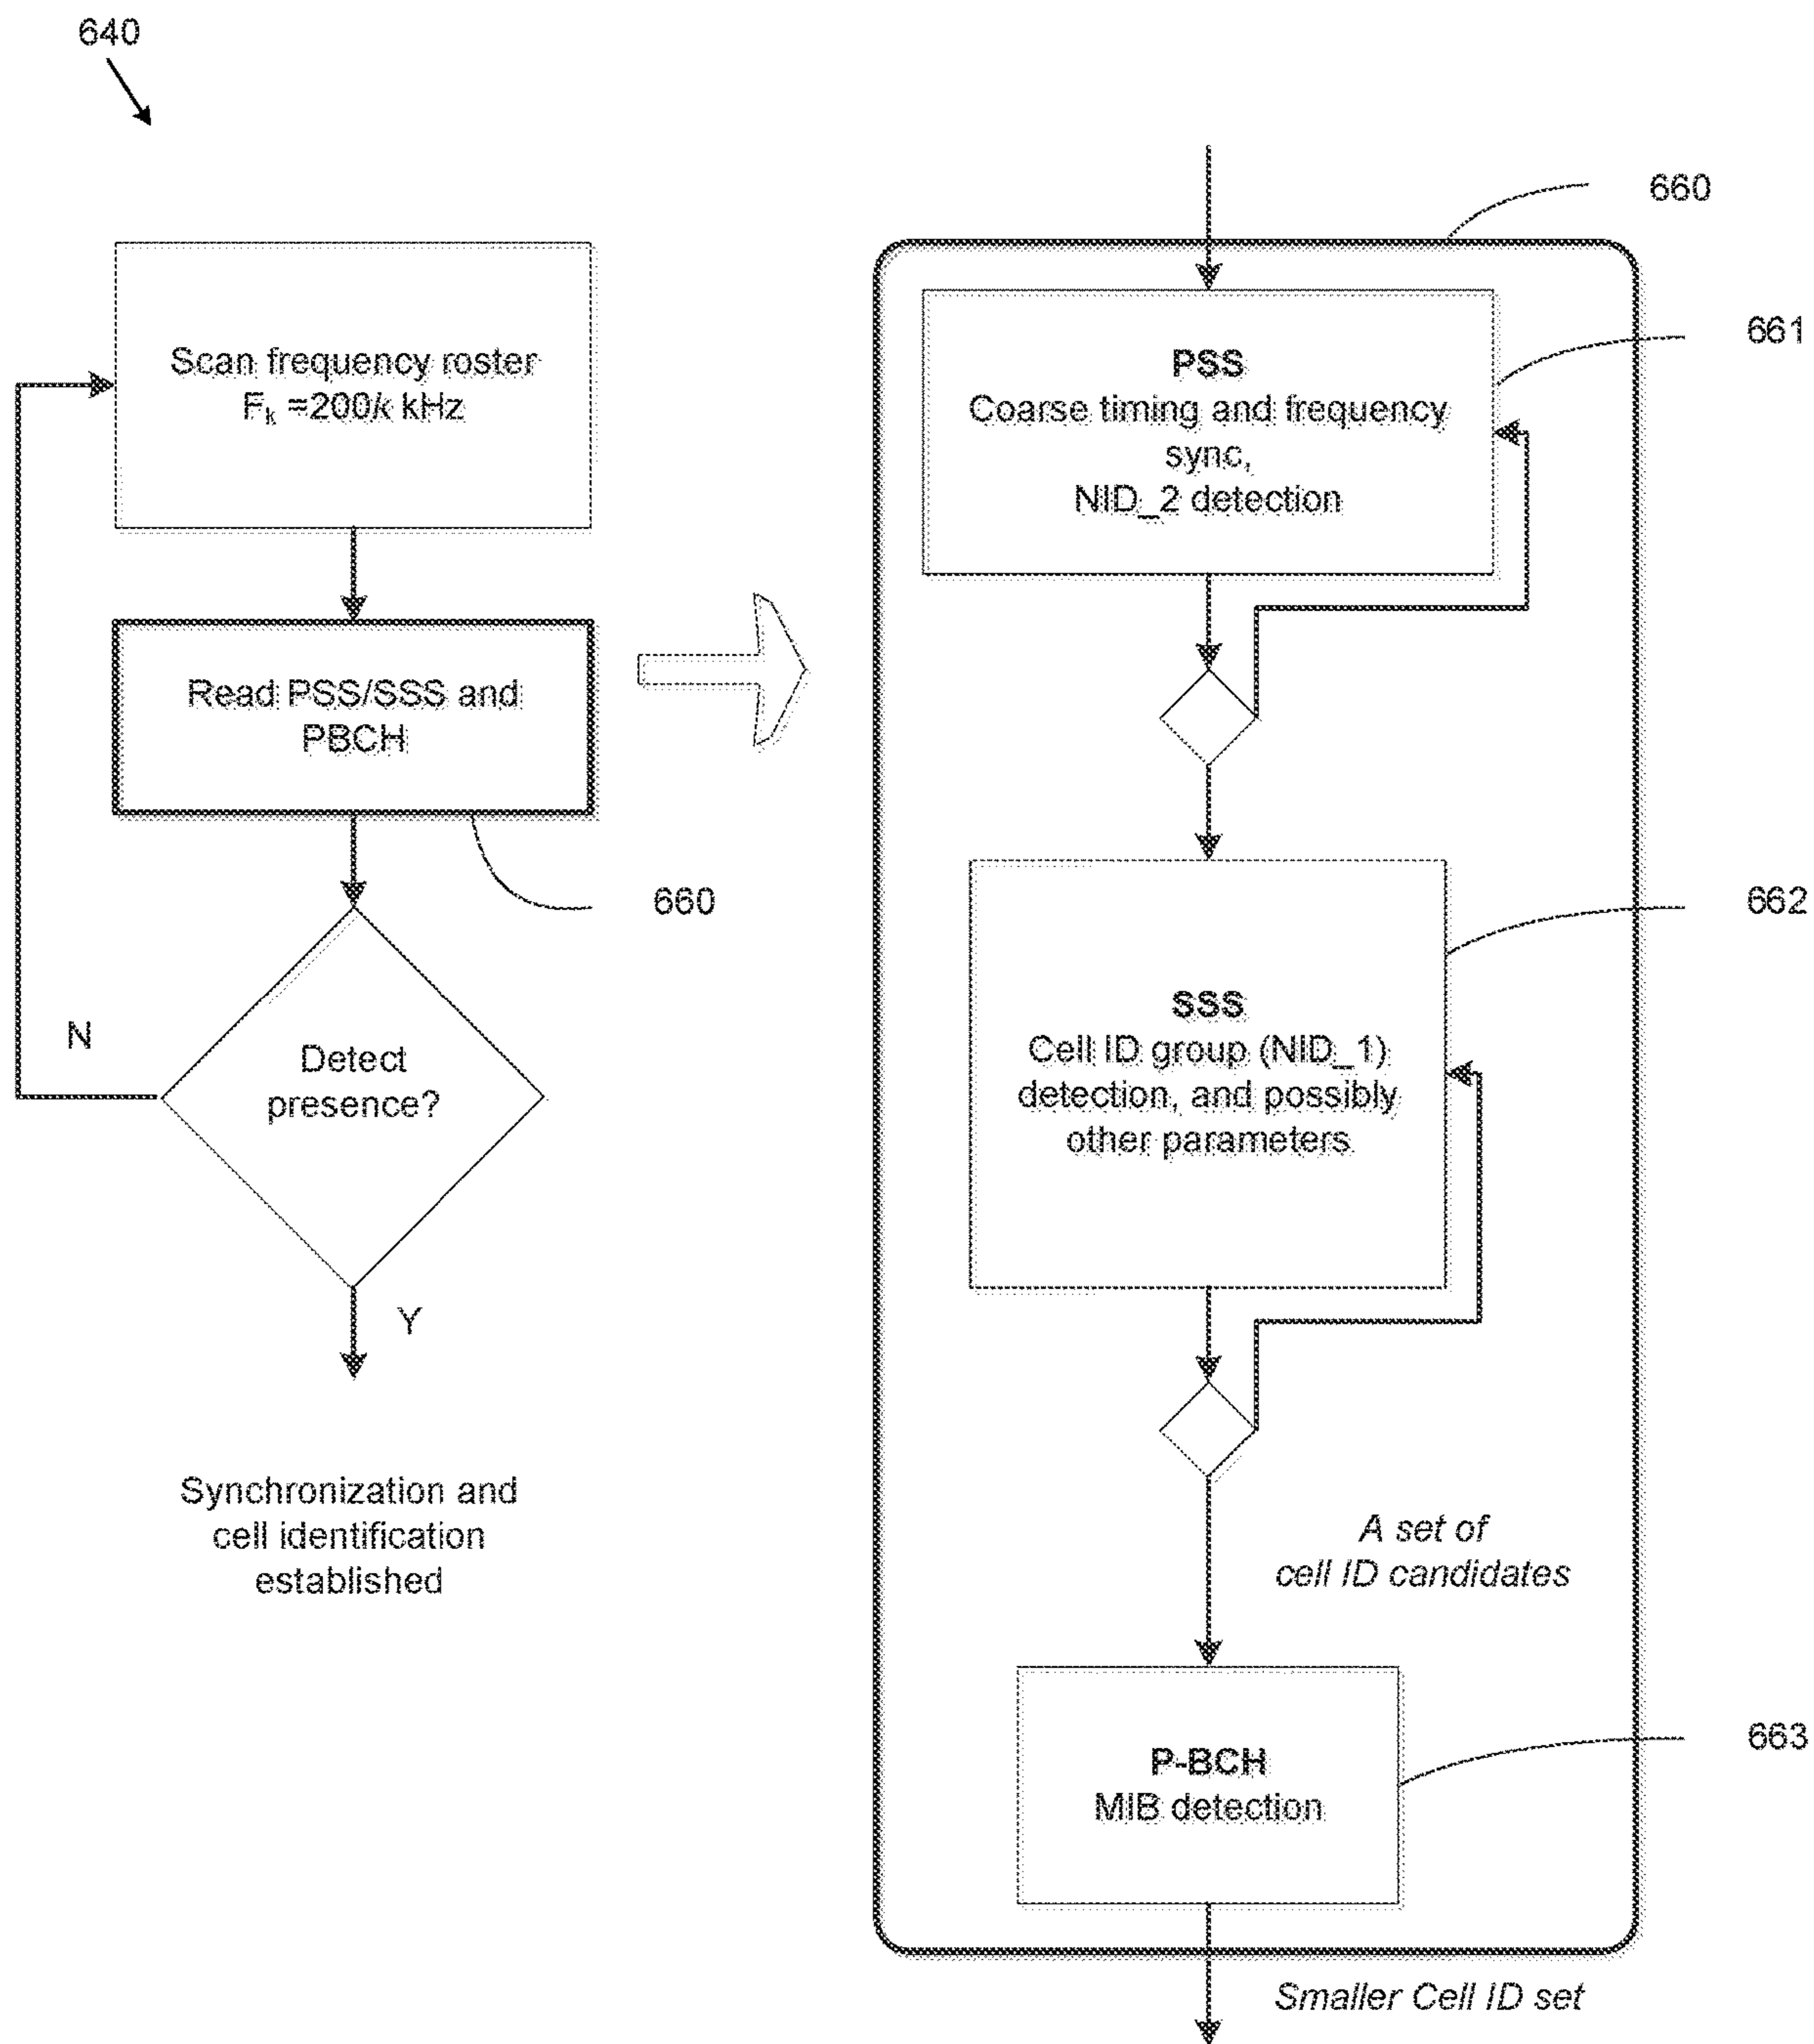 640
Scan frequency roster
Fk =200k kHz
Read PSS/SSS and
PBCH
660
Detect
presence?
N
Y
Synchronization and
cell identification
established
660
PSS
Coarse timing and frequency
sync,
NID_2 detection
661
SSS
Cell ID group (NID_1)
detection, and possibly
other parameters
662
A set of
cell ID candidates
P-BCH
MIB detection
663
Smaller Cell ID set